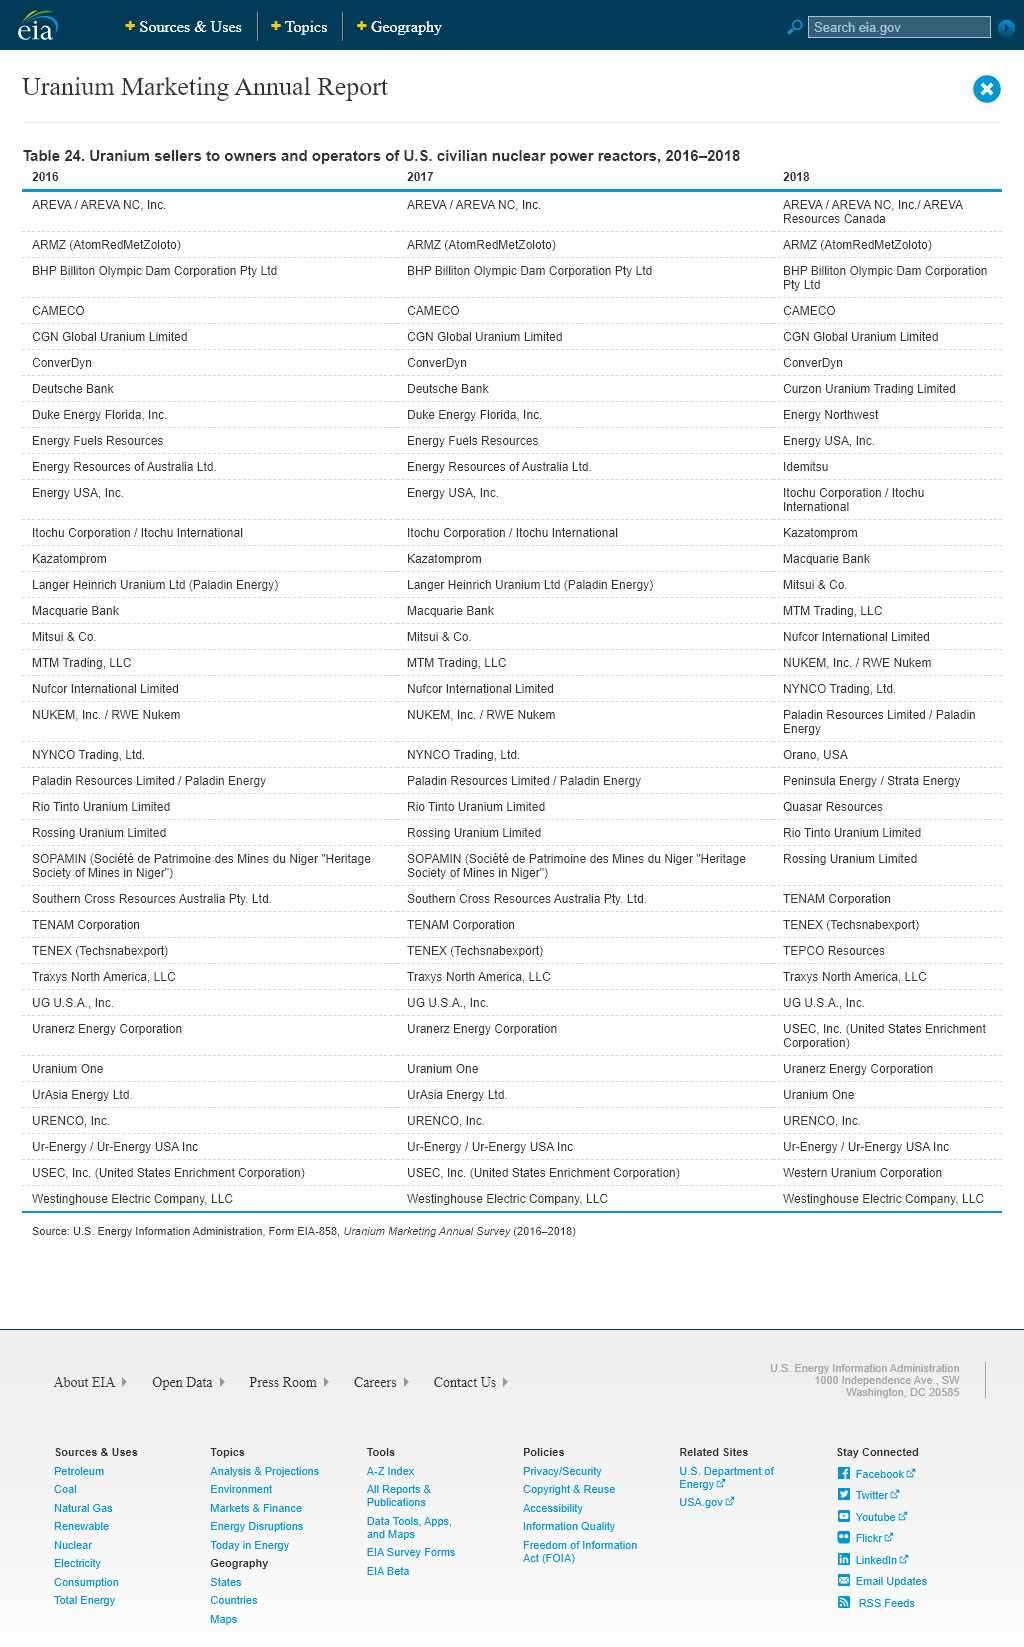 eia
Sources & Uses
Topics
Geography
Search eia.gov
Uranium Marketing Annual Report
Table 24. Uranium sellers to owners and operators of U.S. civilian nuclear power reactors, 2016–2018
2016 2017 2018
AREVA / AREVA NC, Inc. AREVA / AREVA NC, Inc. AREVA / AREVA NC, Inc./ AREVA
Resources Canada
ARMZ (AtomRedMetZoloto) ARMZ (AtomRedMetZoloto) ARMZ (AtomRedMetZoloto)
BHP Billiton Olympic Dam Corporation Pty Ltd BHP Billiton Olympic Dam Corporation Pty Ltd BHP Billiton Olympic Dam Corporation
Pty Ltd
CAMECO CAMECO CAMECO
CGN Global Uranium Limited CGN Global Uranium Limited CGN Global Uranium Limited
ConverDyn ConverDyn ConverDyn
Deutsche Bank Deutsche Bank Curzon Uranium Trading Limited
Duke Energy Florida, Inc. Duke Energy Florida, Inc. Energy Northwest
Energy Fuels Resources Energy Fuels Resources Energy USA, Inc.
Energy Resources of Australia Ltd. Energy Resources of Australia Ltd. Idemitsu
Energy USA, Inc. Energy USA, Inc. Itochu Corporation / Itochu
International
Itochu Corporation / Itochu International Itochu Corporation / Itochu International Kazatomprom
Kazatomprom Kazatomprom Macquarie Bank
Langer Heinrich Uranium Ltd (Paladin Energy) Langer Heinrich Uranium Ltd (Paladin Energy) Mitsui & Co.
Macquarie Bank Macquarie Bank MTM Trading, LLC
Mitsui & Co. Mitsui & Co. Nufcor International Limited
MTM Trading, LLC MTM Trading, LLC NUKEM, Inc. / RWE Nukem
Nufcor International Limited Nufcor International Limited NYNCO Trading, Ltd.
NUKEM, Inc. / RWE Nukem NUKEM, Inc. / RWE Nukem Paladin Resources Limited / Paladin
Energy
NYNCO Trading, Ltd. NYNCO Trading, Ltd. Orano, USA
Paladin Resources Limited / Paladin Energy Paladin Resources Limited / Paladin Energy Peninsula Energy / Strata Energy
Rio Tinto Uranium Limited Rio Tinto Uranium Limited Quasar Resources
Rossing Uranium Limited Rossing Uranium Limited Rio Tinto Uranium Limited
SOPAMIN (Société de Patrimoine des Mines du Niger "Heritage SOPAMIN (Société de Patrimoine des Mines du Niger "Heritage Rossing Uranium Limited
Society of Mines in Niger") Society of Mines in Niger")
Southern Cross Resources Australia Pty. Ltd. Southern Cross Resources Australia Pty. Ltd. TENAM Corporation
TENAM Corporation TENAM Corporation TENEX (Techsnabexport)
TENEX (Techsnabexport) TENEX (Techsnabexport) TEPCO Resources
Traxys North America, LLC Traxys North America, LLC Traxys North America, LLC
UG U.S.A., Inc. UG U.S.A., Inc. UG U.S.A., Inc.
Uranerz Energy Corporation Uranerz Energy Corporation USEC, Inc. (United States Enrichment
Corporation)
Uranium One Uranium One Uranerz Energy Corporation
UrAsia Energy Ltd. UrAsia Energy Ltd. Uranium One
URENCO, Inc. URENCO, Inc. URENCO, Inc.
Ur-Energy / Ur-Energy USA Inc Ur-Energy / Ur-Energy USA Inc Ur-Energy / Ur-Energy USA Inc
USEC, Inc. (United States Enrichment Corporation) USEC, Inc. (United States Enrichment Corporation) Western Uranium Corporation
Westinghouse Electric Company, LLC Westinghouse Electric Company, LLC Westinghouse Electric Company, LLC
Source: U.S. Energy Information Administration, Form EIA-858, Uranium Marketing Annual Survey (2016–2018)
About EIA
Open Data
Press Room
Careers
Contact Us
U.S. Energy Information Administration
1000 Independence Ave., SW
Washington, DC 20585
Sources & Uses
Petroleum
Coal
Natural Gas
Renewable
Nuclear
Electricity
Consumption
Total Energy
Topics
Analysis & Projections
Environment
Markets & Finance
Energy Disruptions
Today in Energy
Geography
States
Countries
Maps
Tools
A-Z Index
All Reports &
Publications
Data Tools, Apps,
and Maps
EIA Survey Forms
EIA Beta
Policies
Privacy/Security
Copyright & Reuse
Accessibility
Information Quality
Freedom of Information
Act (FOIA)
Related Sites
U.S. Department of
Energy
USA.gov
Stay Connected
Facebook
Twitter
Youtube
Flickr
LinkedIn
Email Updates
RSS Feeds